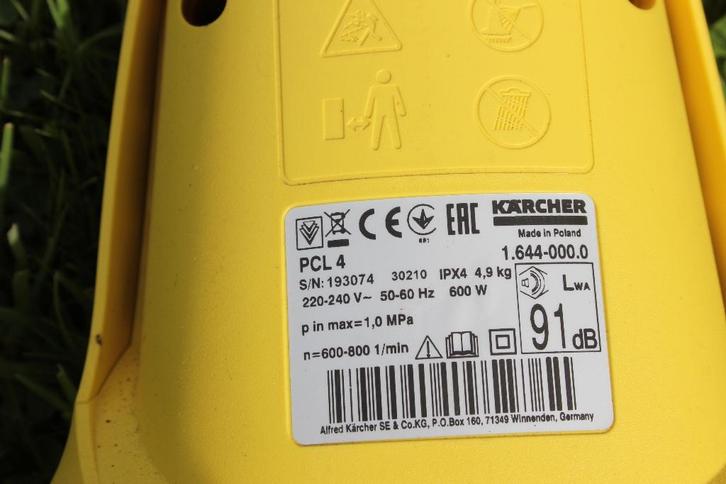 CE EAC KÄRCHER
Made in Poland
PCL 4 1.644-000.0
S/N: 193074 30210 IPX4 4,9 kg
220-240 V~ 50-60 Hz 600 W
LWA
p in max=1,0 MPa
91 dB
n=600-800 1/min
Alfred Kärcher SE & Co.KG, P.O.Box 160, 71349 Winnenden, Germany